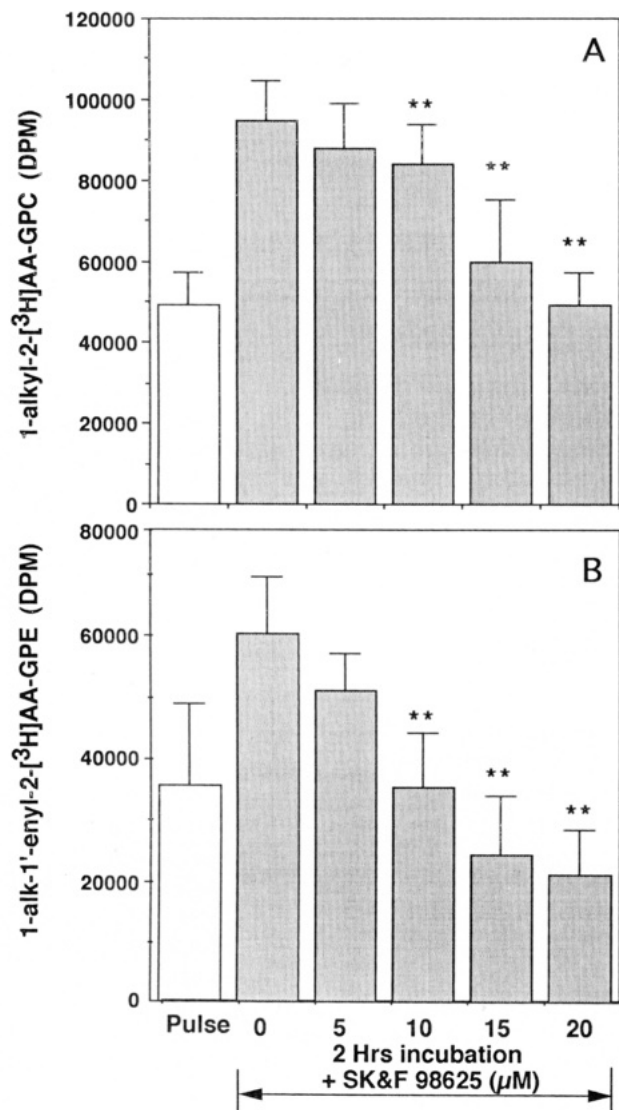 A
120000
100000
80000
60000
40000
20000
0
1-alkyl-2-[³H]AA-GPC (DPM)
**
**
**
B
80000
60000
40000
20000
0
1-alk-1'-enyl-2-[³H]AA-GPE (DPM)
**
**
**
Pulse 0 5 10 15 20
2 Hrs incubation
+ SK&F 98625 (µM)